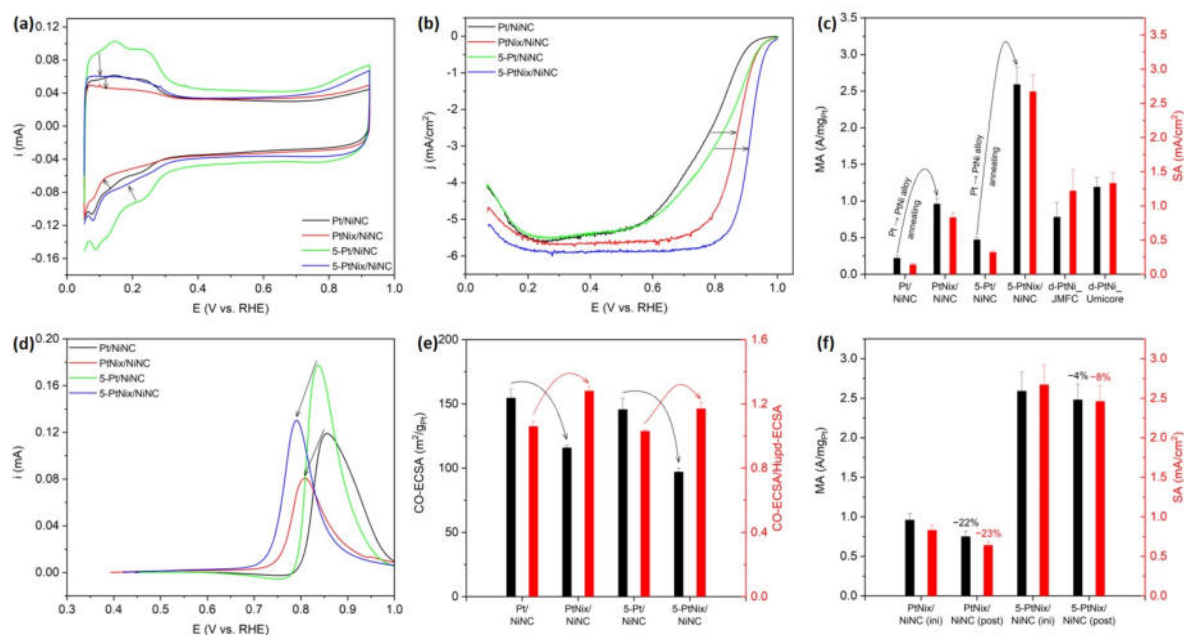 (a)
0.12
0.08
0.04
0.00
-0.04
-0.08
-0.12
-0.16
i (mA)
Pt/NiNC
PtNix/NiNC
5-Pt/NiNC
5-PtNix/NiNC
0.0 0.2 0.4 0.6 0.8 1.0
E (V vs. RHE)
(b)
0
-1
-2
-3
-4
-5
-6
j (mA/cm²)
Pt/NiNC
PtNix/NiNC
5-Pt/NiNC
5-PtNix/NiNC
0.0 0.2 0.4 0.6 0.8 1.0
E (V vs. RHE)
(c)
3.5
3.0
2.5
2.0
1.5
1.0
0.5
0.0
MA (A/mgPt)
Pt → PtNi alloy
annealing
Pt → PtNi alloy
annealing
3.5
3.0
2.5
2.0
1.5
1.0
0.5
0.0
SA (mA/cm²)
Pt/
NiNC
PtNix/
NiNC
5-Pt/
NiNC
5-PtNix/
NiNC
d-PtNi_
JMFC
d-PtNi_
Umicore
(d)
0.20
0.16
0.12
0.08
0.04
0.00
i (mA)
Pt/NiNC
PtNix/NiNC
5-Pt/NiNC
5-PtNix/NiNC
0.3 0.4 0.5 0.6 0.7 0.8 0.9 1.0
E (V vs. RHE)
(e)
200
150
100
50
0
CO-ECSA (m²/gPt)
1.6
1.2
0.8
0.4
0.0
CO-ECSA/Hupd-ECSA
Pt/
NiNC
PtNix/
NiNC
5-Pt/
NiNC
5-PtNix/
NiNC
(f)
3.0
2.5
2.0
1.5
1.0
0.5
0.0
MA (A/mgPt)
−22%
−23%
−4% −8%
3.0
2.5
2.0
1.5
1.0
0.5
0.0
SA (mA/cm²)
PtNix/
NiNC (ini)
PtNix/
NiNC (post)
5-PtNix/
NiNC (ini)
5-PtNix/
NiNC (post)